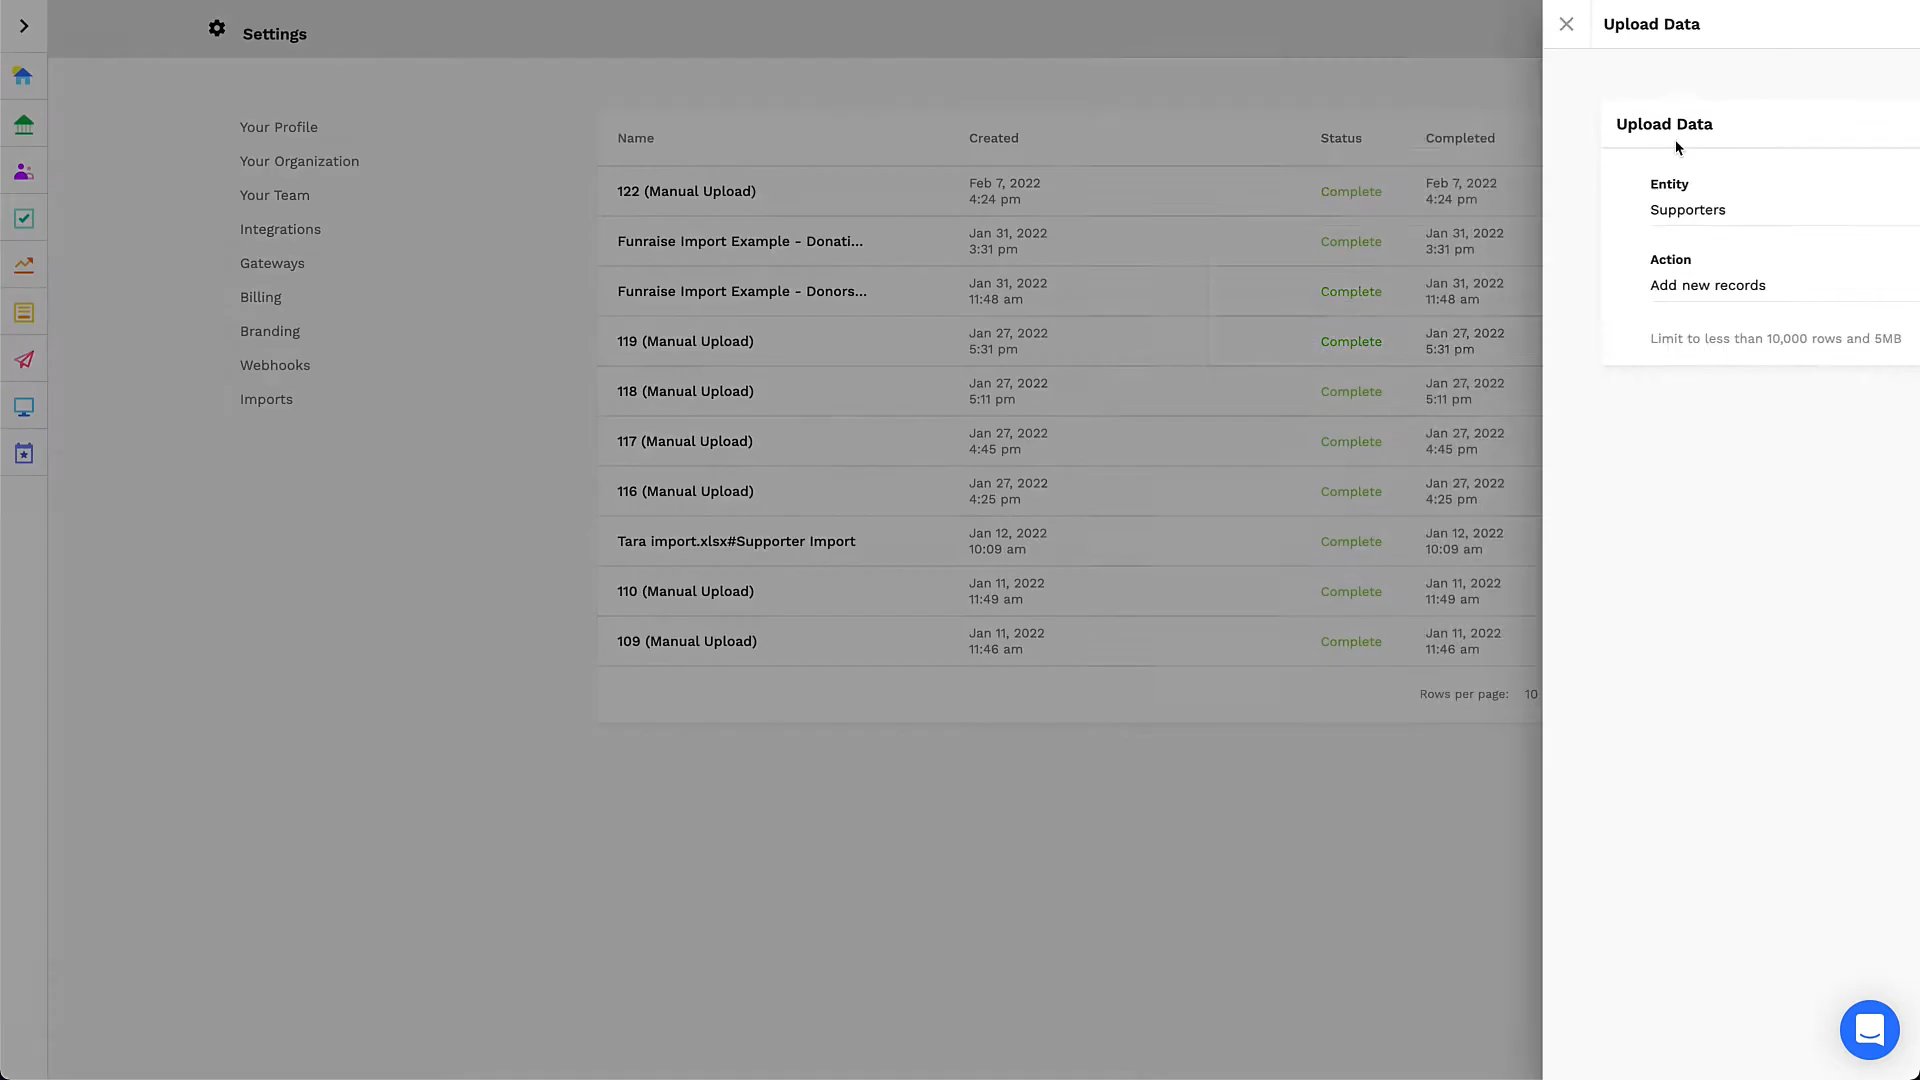 Settings
Upload Data
Your Profile
Your Organization
Your Team
Integrations
Gateways
Billing
Branding
Webhooks
Imports
Name Created Status Completed
122 (Manual Upload) Feb 7, 2022 4:24 pm Complete Feb 7, 2022 4:24 pm
Funraise Import Example - Donati... Jan 31, 2022 3:31 pm Complete Jan 31, 2022 3:31 pm
Funraise Import Example - Donors... Jan 31, 2022 11:48 am Complete Jan 31, 2022 11:48 am
119 (Manual Upload) Jan 27, 2022 5:31 pm Complete Jan 27, 2022 5:31 pm
118 (Manual Upload) Jan 27, 2022 5:11 pm Complete Jan 27, 2022 5:11 pm
117 (Manual Upload) Jan 27, 2022 4:45 pm Complete Jan 27, 2022 4:45 pm
116 (Manual Upload) Jan 27, 2022 4:25 pm Complete Jan 27, 2022 4:25 pm
Tara import.xlsx#Supporter Import Jan 12, 2022 10:09 am Complete Jan 12, 2022 10:09 am
110 (Manual Upload) Jan 11, 2022 11:49 am Complete Jan 11, 2022 11:49 am
109 (Manual Upload) Jan 11, 2022 11:46 am Complete Jan 11, 2022 11:46 am
Rows per page: 10
Upload Data
Entity
Supporters
Action
Add new records
Limit to less than 10,000 rows and 5MB